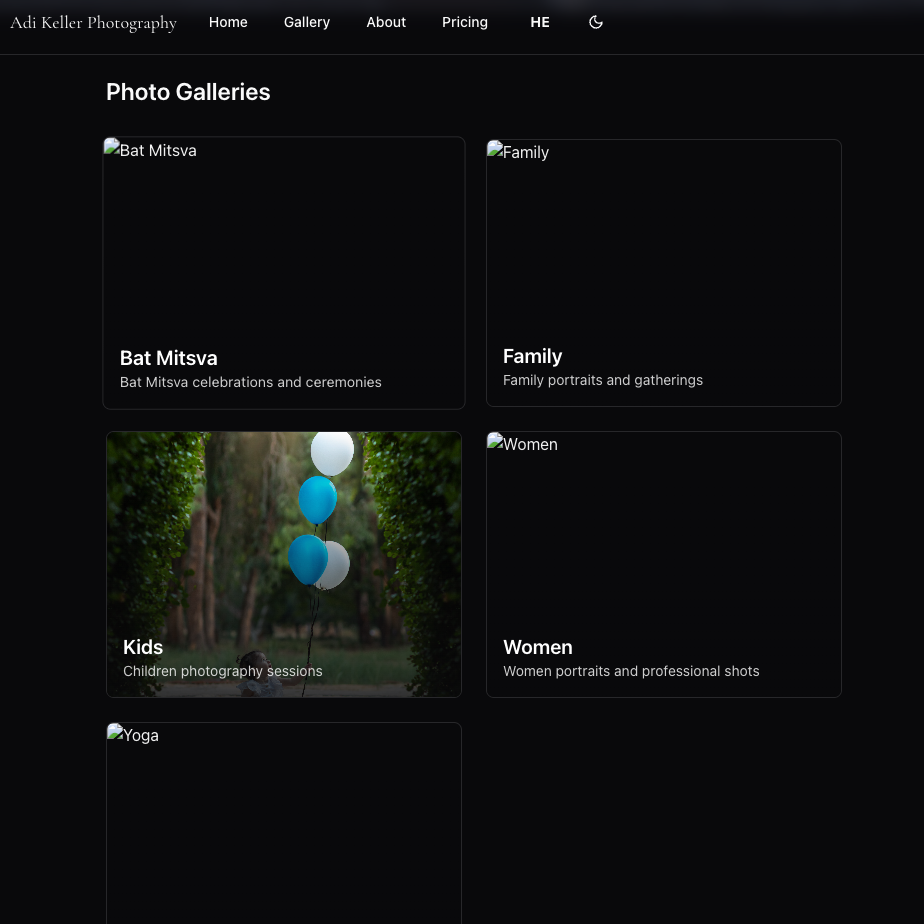 Adi Keller Photography Home Gallery About Pricing HE
Photo Galleries
Bat Mitsva
Bat Mitsva
Bat Mitsva celebrations and ceremonies
Family
Family
Family portraits and gatherings
Kids
Children photography sessions
Women
Women
Women portraits and professional shots
Yoga